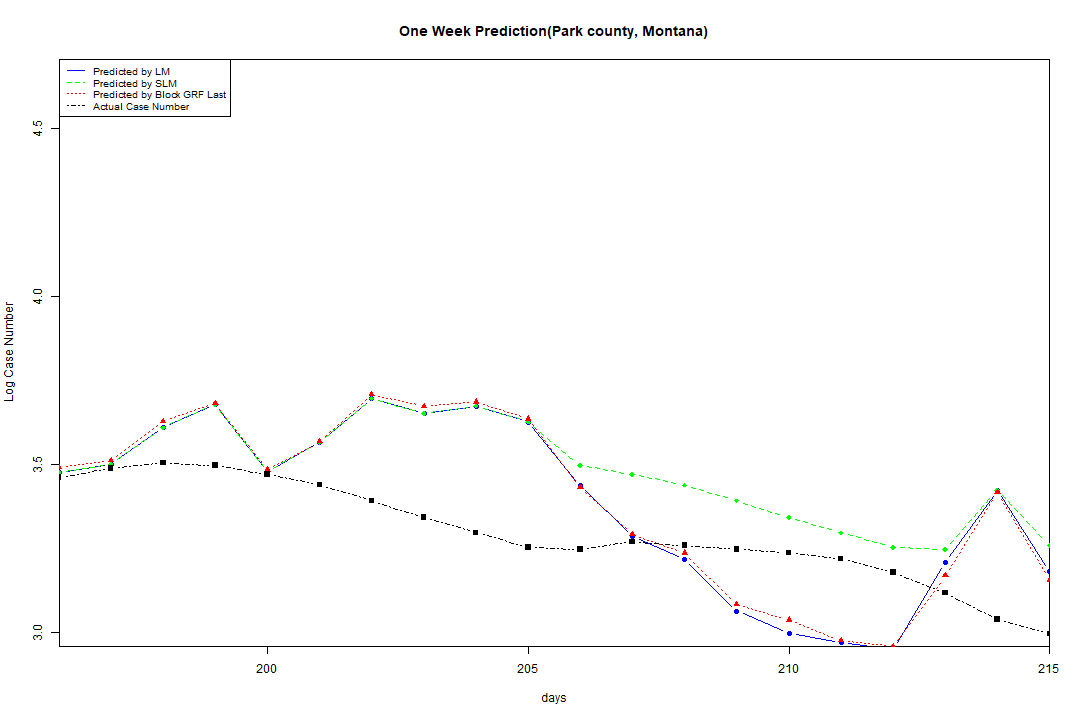 One Week Prediction(Park county, Montana)
Predicted by LM
Predicted by SLM
Predicted by Block GRF Last
Actual Case Number
4.5
4.0
3.5
3.0
Log Case Number
200 205 210 215
days